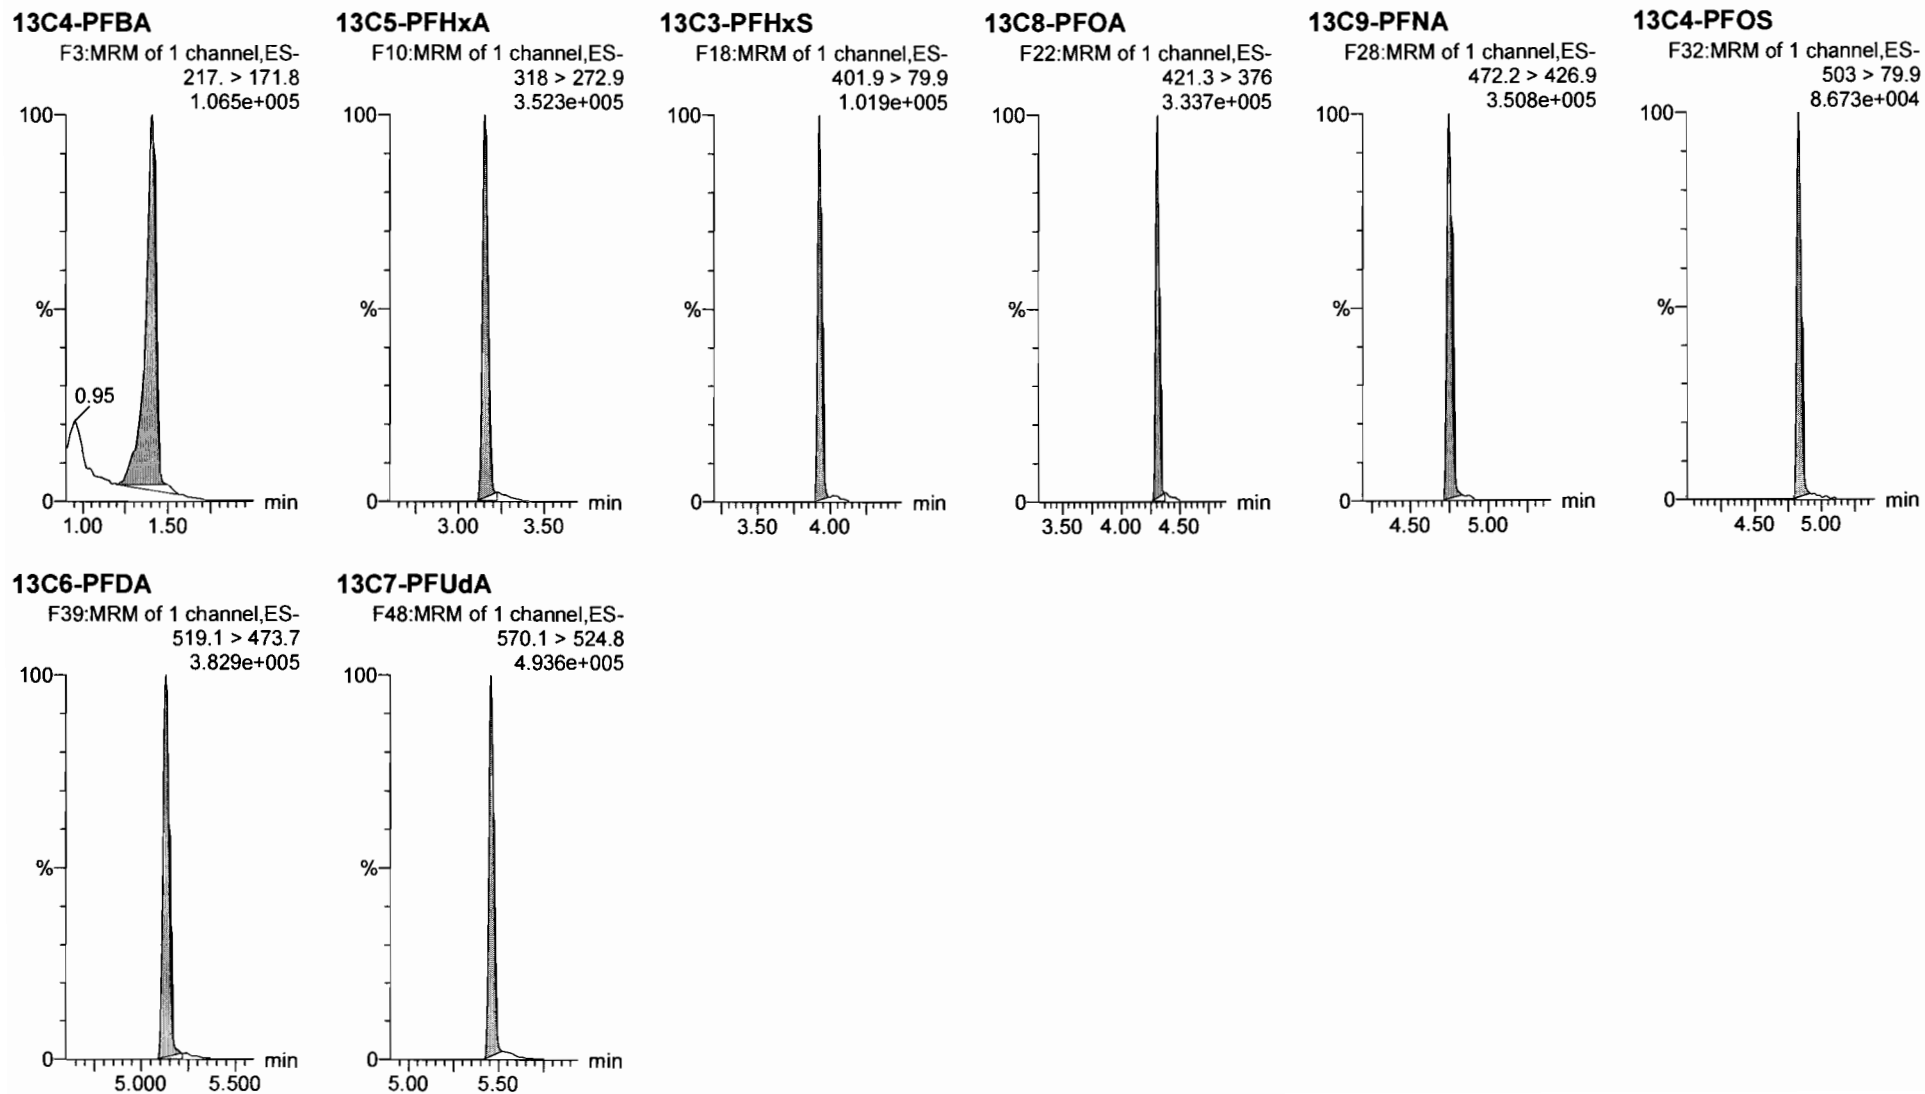 13C4-PFBA
F3:MRM of 1 channel,ES-
217. > 171.8
1.065e+005
100
%
0
0.95
min
1.00 1.50
13C5-PFHxA
F10:MRM of 1 channel,ES-
318 > 272.9
3.523e+005
100
%
0
min
3.00 3.50
13C3-PFHxS
F18:MRM of 1 channel,ES-
401.9 > 79.9
1.019e+005
100
%
0
min
3.50 4.00
13C8-PFOA
F22:MRM of 1 channel,ES-
421.3 > 376
3.337e+005
100
%
0
min
3.50 4.00 4.50
13C9-PFNA
F28:MRM of 1 channel,ES-
472.2 > 426.9
3.508e+005
100
%
0
min
4.50 5.00
13C4-PFOS
F32:MRM of 1 channel,ES-
503 > 79.9
8.673e+004
100
%
0
min
4.50 5.00
13C6-PFDA
F39:MRM of 1 channel,ES-
519.1 > 473.7
3.829e+005
100
%
0
min
5.000 5.500
13C7-PFUdA
F48:MRM of 1 channel,ES-
570.1 > 524.8
4.936e+005
100
%
0
min
5.00 5.50